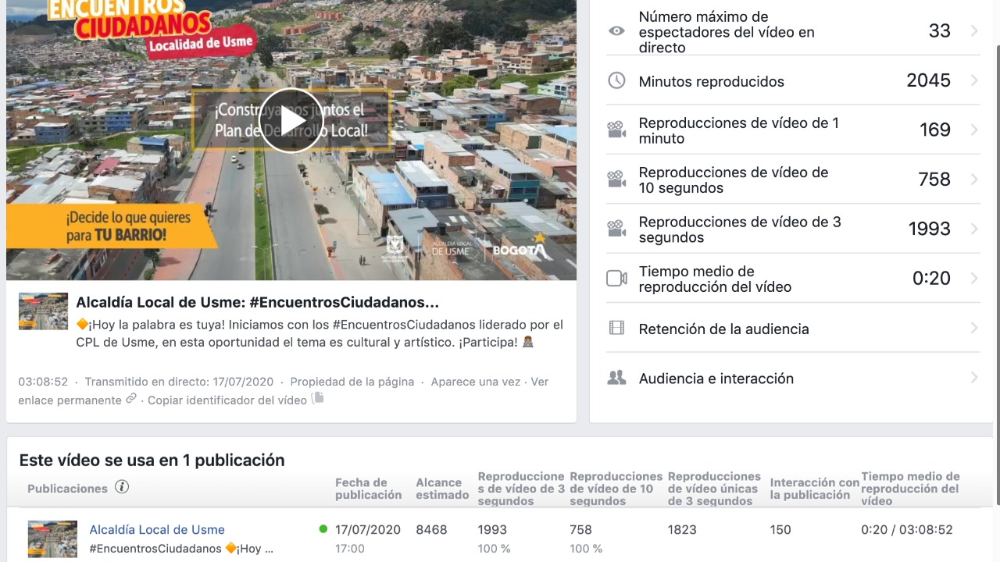 ENCUENTROS
CIUDADANOS
Localidad de Usme
¡Construyamos juntos el
Plan de Desarrollo Local!
¡Decide lo que quieres
para TU BARRIO!
ALCALDÍA LOCAL
DE USME
BOGOTÁ
Alcaldía Local de Usme: #EncuentrosCiudadanos...
¡Hoy la palabra es tuya! Iniciamos con los #EncuentrosCiudadanos liderado por el
CPL de Usme, en esta oportunidad el tema es cultural y artístico. ¡Participa!
03:08:52 · Transmitido en directo: 17/07/2020 · Propiedad de la página · Aparece una vez · Ver
enlace permanente · Copiar identificador del vídeo
Número máximo de
espectadores del vídeo en
directo
33
Minutos reproducidos
2045
Reproducciones de vídeo de 1
minuto
169
Reproducciones de vídeo de
10 segundos
758
Reproducciones de vídeo de 3
segundos
1993
Tiempo medio de
reproducción del vídeo
0:20
Retención de la audiencia
Audiencia e interacción
Este vídeo se usa en 1 publicación
Publicaciones
Fecha de
publicación
Alcance
estimado
Reproduccione
s de vídeo de 3
segundos
Reproducciones
de vídeo de 10
segundos
Reproducciones
de vídeo únicas
de 3 segundos
Interacción con
la publicación
Tiempo medio de
reproducción del
vídeo
Alcaldía Local de Usme
#EncuentrosCiudadanos ¡Hoy ...
17/07/2020
17:00
8468
1993
100 %
758
100 %
1823
150
0:20 / 03:08:52